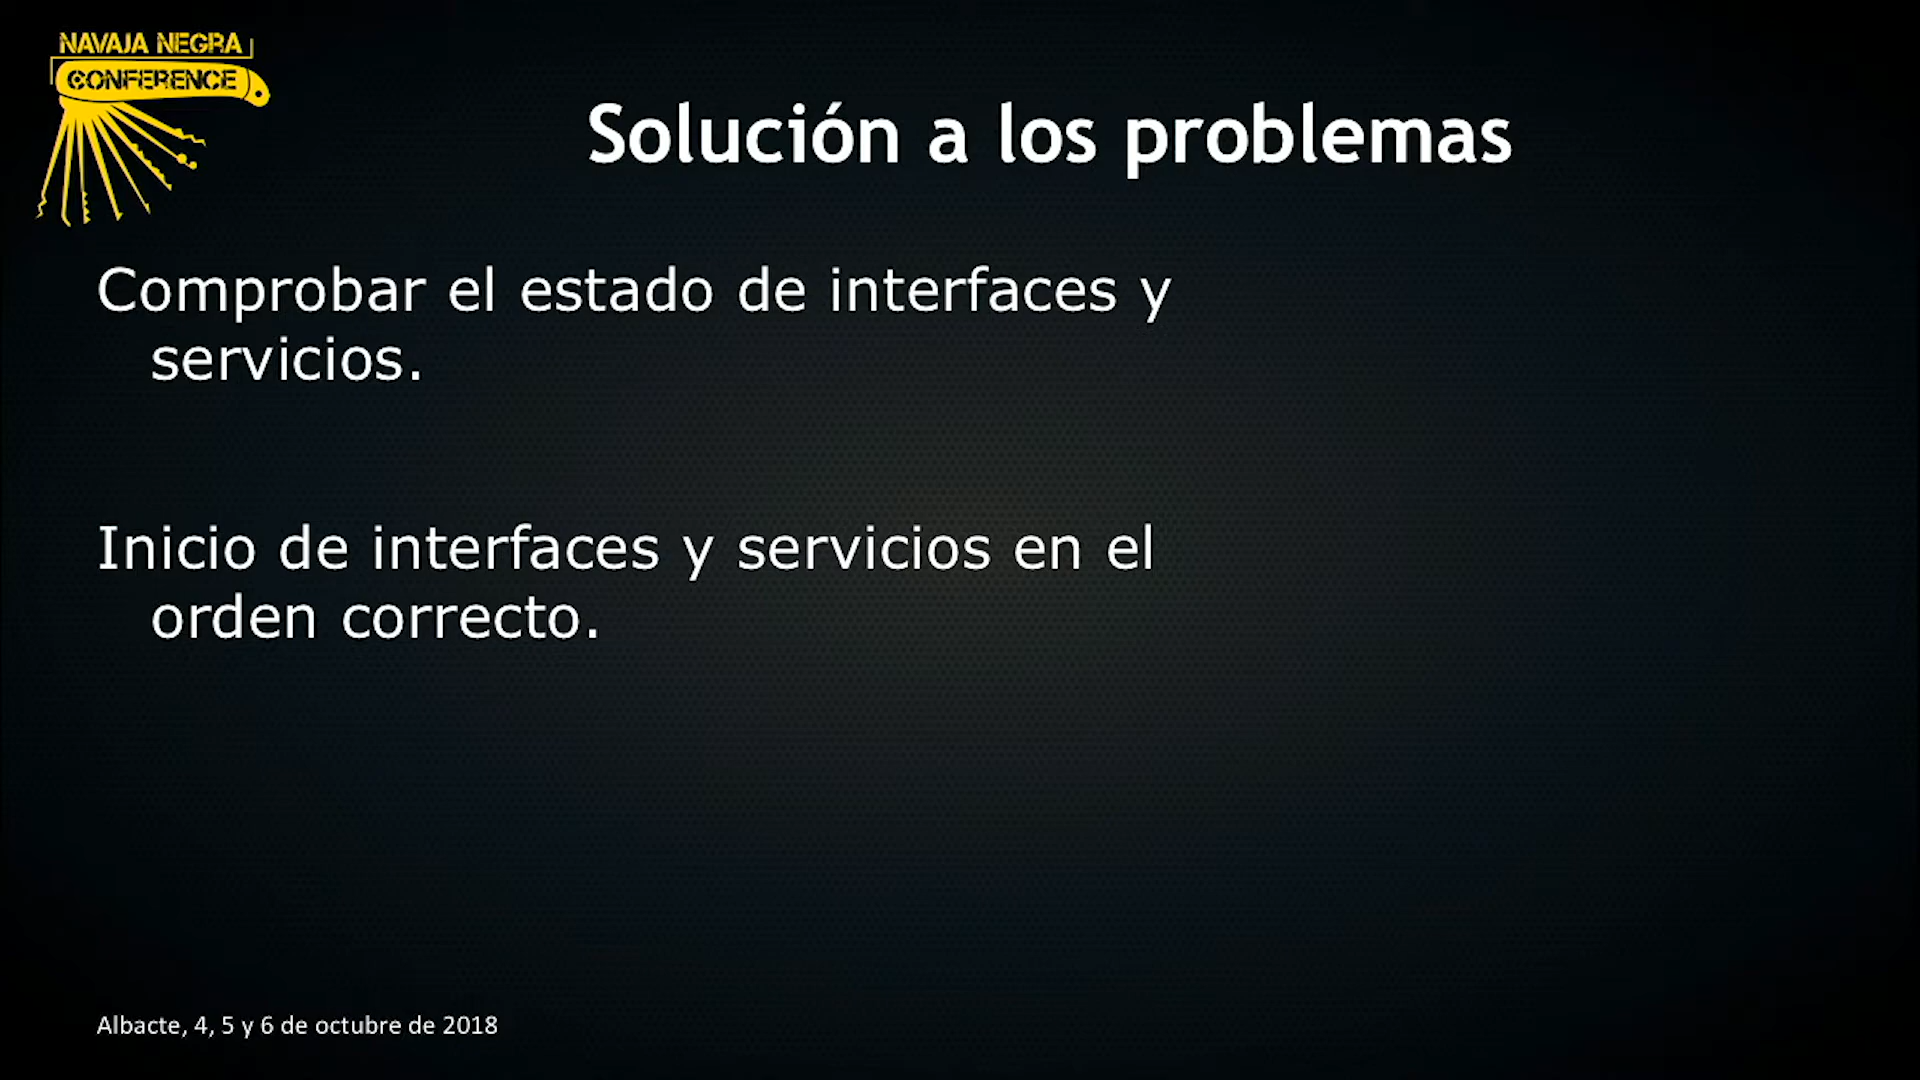 NAVAJA NEGRA
CONFERENCE
Solución a los problemas
Comprobar el estado de interfaces y
servicios.
Inicio de interfaces y servicios en el
orden correcto.
Albacte, 4, 5 y 6 de octubre de 2018